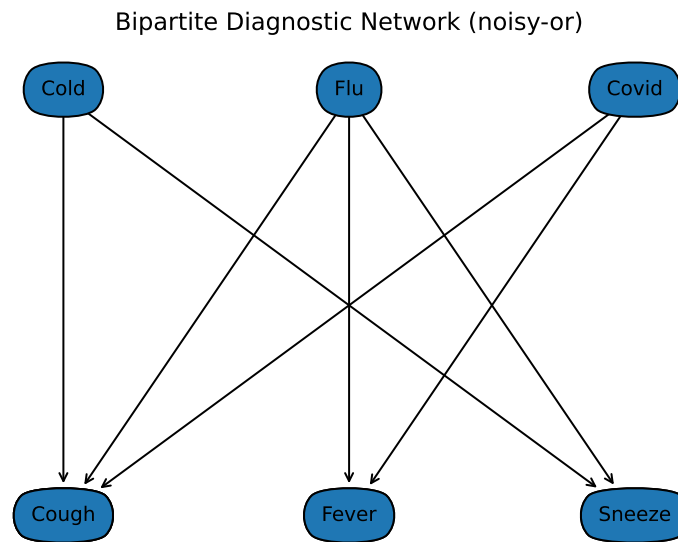 Bipartite Diagnostic Network (noisy-or)
Cold
Flu
Covid
Cough
Fever
Sneeze